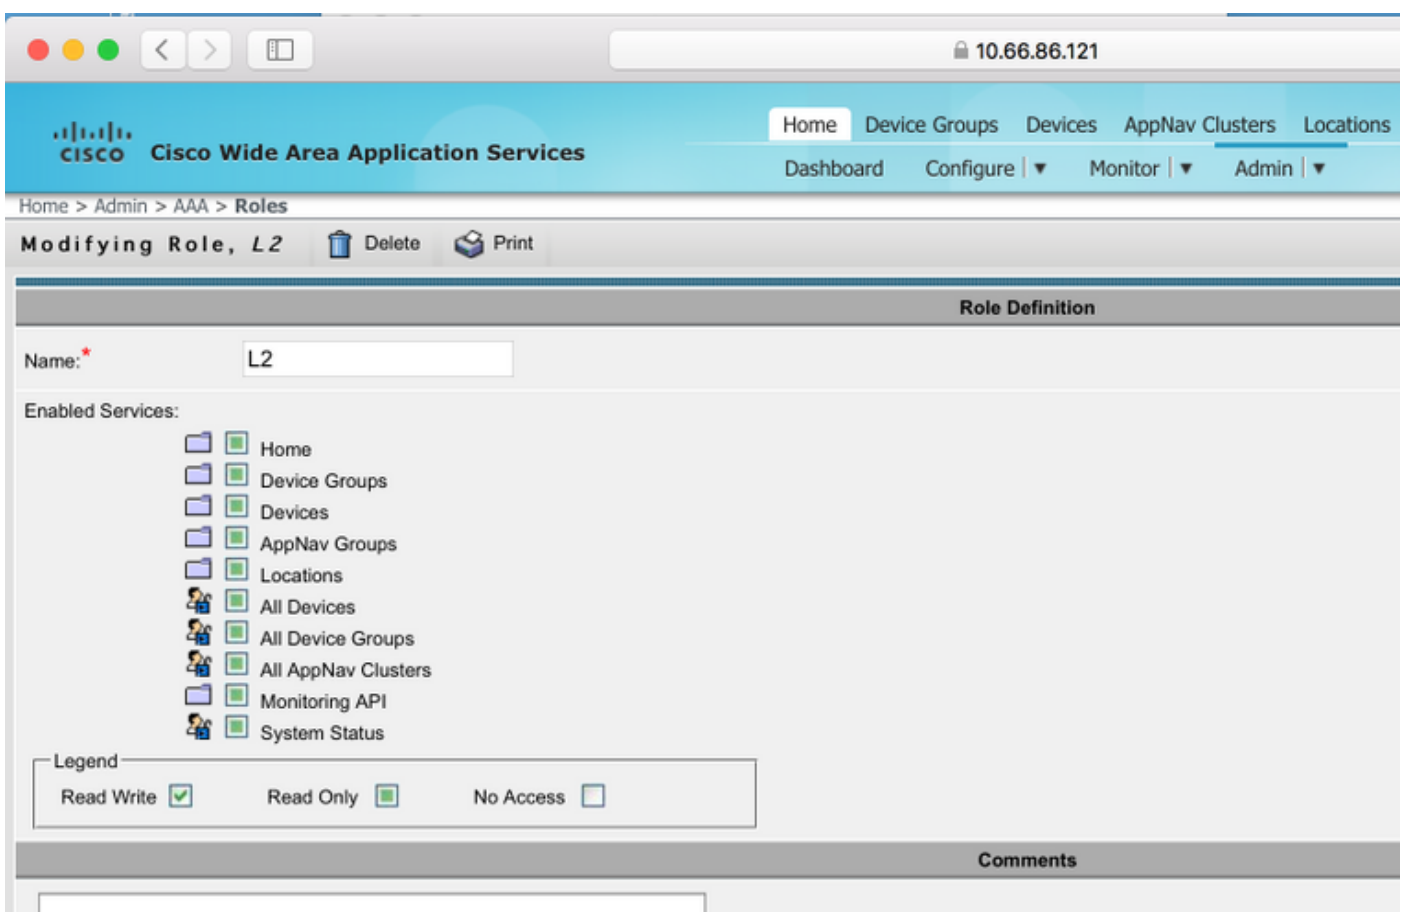 10.66.86.121
Home Device Groups Devices AppNav Clusters Locations
CISCO Cisco Wide Area Application Services
Dashboard Configure | ▼ Monitor | ▼ Admin | ▼
Home > Admin > AAA > Roles
Modifying Role, L2 Delete Print
Role Definition
Name:* L2
Enabled Services:
Home
Device Groups
Devices
AppNav Groups
Locations
All Devices
All Device Groups
All AppNav Clusters
Monitoring API
System Status
Legend
Read Write Read Only No Access
Comments